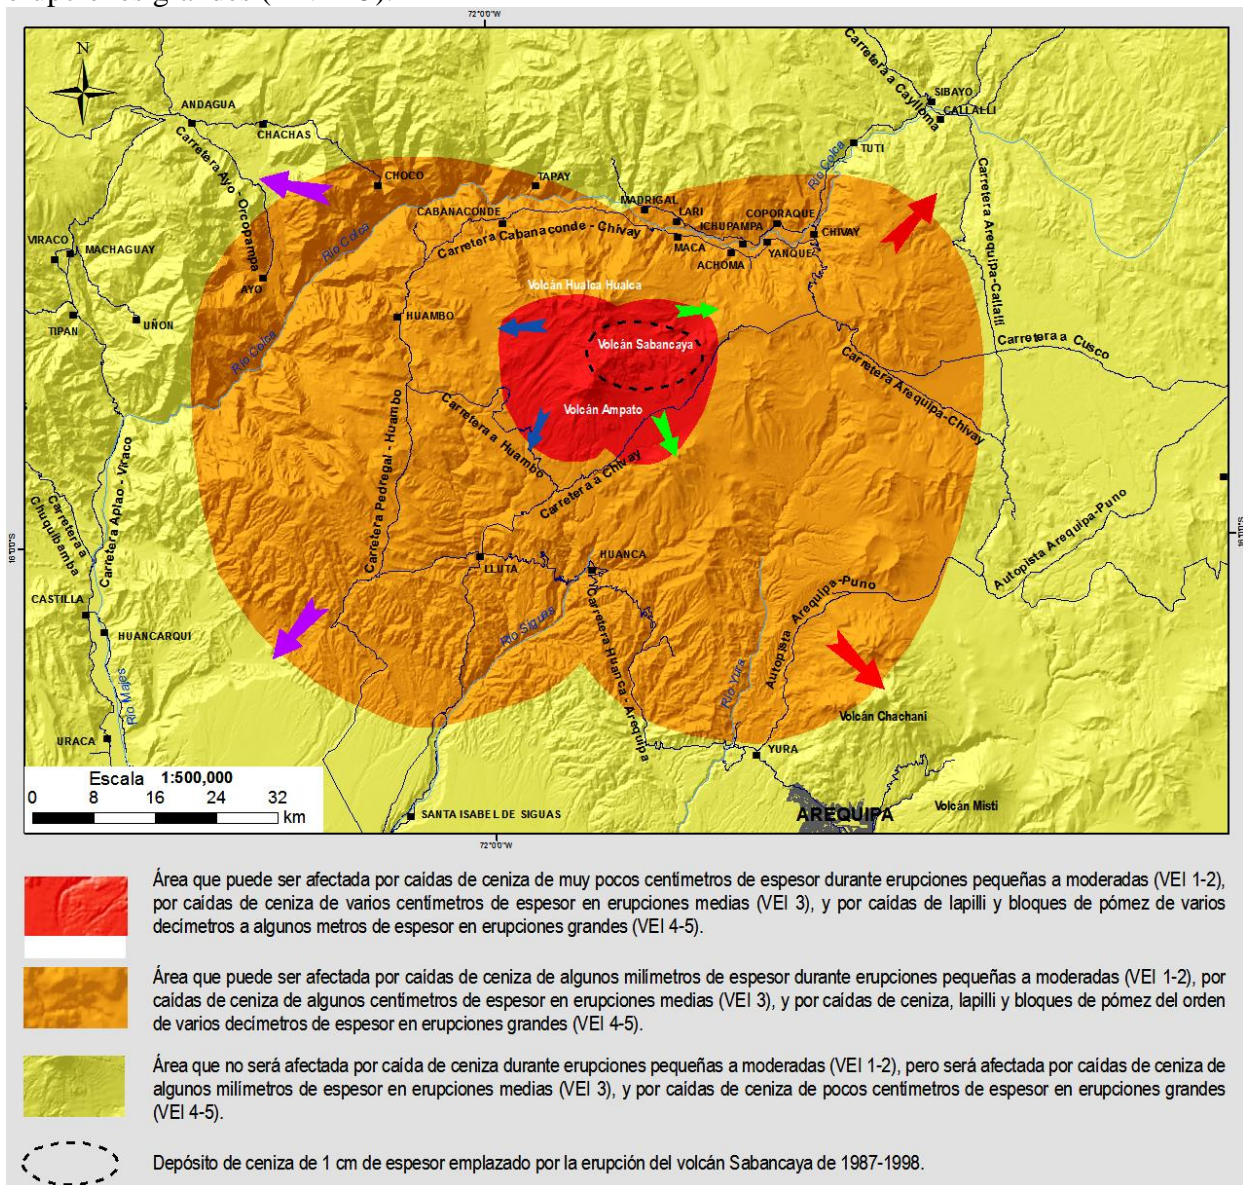 72°0'0"W
N
Carretera a Caylloma
SIBAYO
CALLALLI
ANDAGUA
CHACHAS
TUTI
Carretera Ayo - Orcopampa
Río Colca
CHOCO
TAPAY
CABANACONDE
MADRIGAL
LARI
COPORAQUE
ICHUPAMPA
CHIVAY
Carretera Cabanaconde - Chivay
MACA
YANQUE
ACHOMA
Río Colca
VIRACO
MACHAGUAY
AYO
Carretera Arequipa-Callalli
Volcán Hualca Hualca
TIPAN
UÑON
HUAMBO
Volcán Sabancaya
Carretera a Cusco
Río Colca
Carretera Arequipa-Chivay
Volcán Ampato
Carretera a Huambo
Carretera Pedregal - Huambo
Carretera a Chivay
Carretera Aplao - Viraco
Carretera a Chuquibamba
Autopista Arequipa-Puno
16°0'0"S
16°0'0"S
LLUTA
HUANCA
CASTILLA
HUANCARQUI
Río Siguas
Carretera Huanca - Arequipa
Autopista Arequipa-Puno
Río Yura
Río Majes
Volcán Chachani
URACA
YURA
Escala 1:500,000
0 8 16 24 32
km
SANTA ISABEL DE SIGUAS
AREQUIPA
Volcán Misti
72°0'0"W
Área que puede ser afectada por caídas de ceniza de muy pocos centímetros de espesor durante erupciones pequeñas a moderadas (VEI 1-2),
por caídas de ceniza de varios centímetros de espesor en erupciones medias (VEI 3), y por caídas de lapilli y bloques de pómez de varios
decímetros a algunos metros de espesor en erupciones grandes (VEI 4-5).
Área que puede ser afectada por caídas de ceniza de algunos milímetros de espesor durante erupciones pequeñas a moderadas (VEI 1-2), por
caídas de ceniza de algunos centímetros de espesor en erupciones medias (VEI 3), y por caídas de ceniza, lapilli y bloques de pómez del orden
de varios decímetros de espesor en erupciones grandes (VEI 4-5).
Área que no será afectada por caída de ceniza durante erupciones pequeñas a moderadas (VEI 1-2), pero será afectada por caídas de ceniza de
algunos milímetros de espesor en erupciones medias (VEI 3), y por caídas de ceniza de pocos centímetros de espesor en erupciones grandes
(VEI 4-5).
Depósito de ceniza de 1 cm de espesor emplazado por la erupción del volcán Sabancaya de 1987-1998.